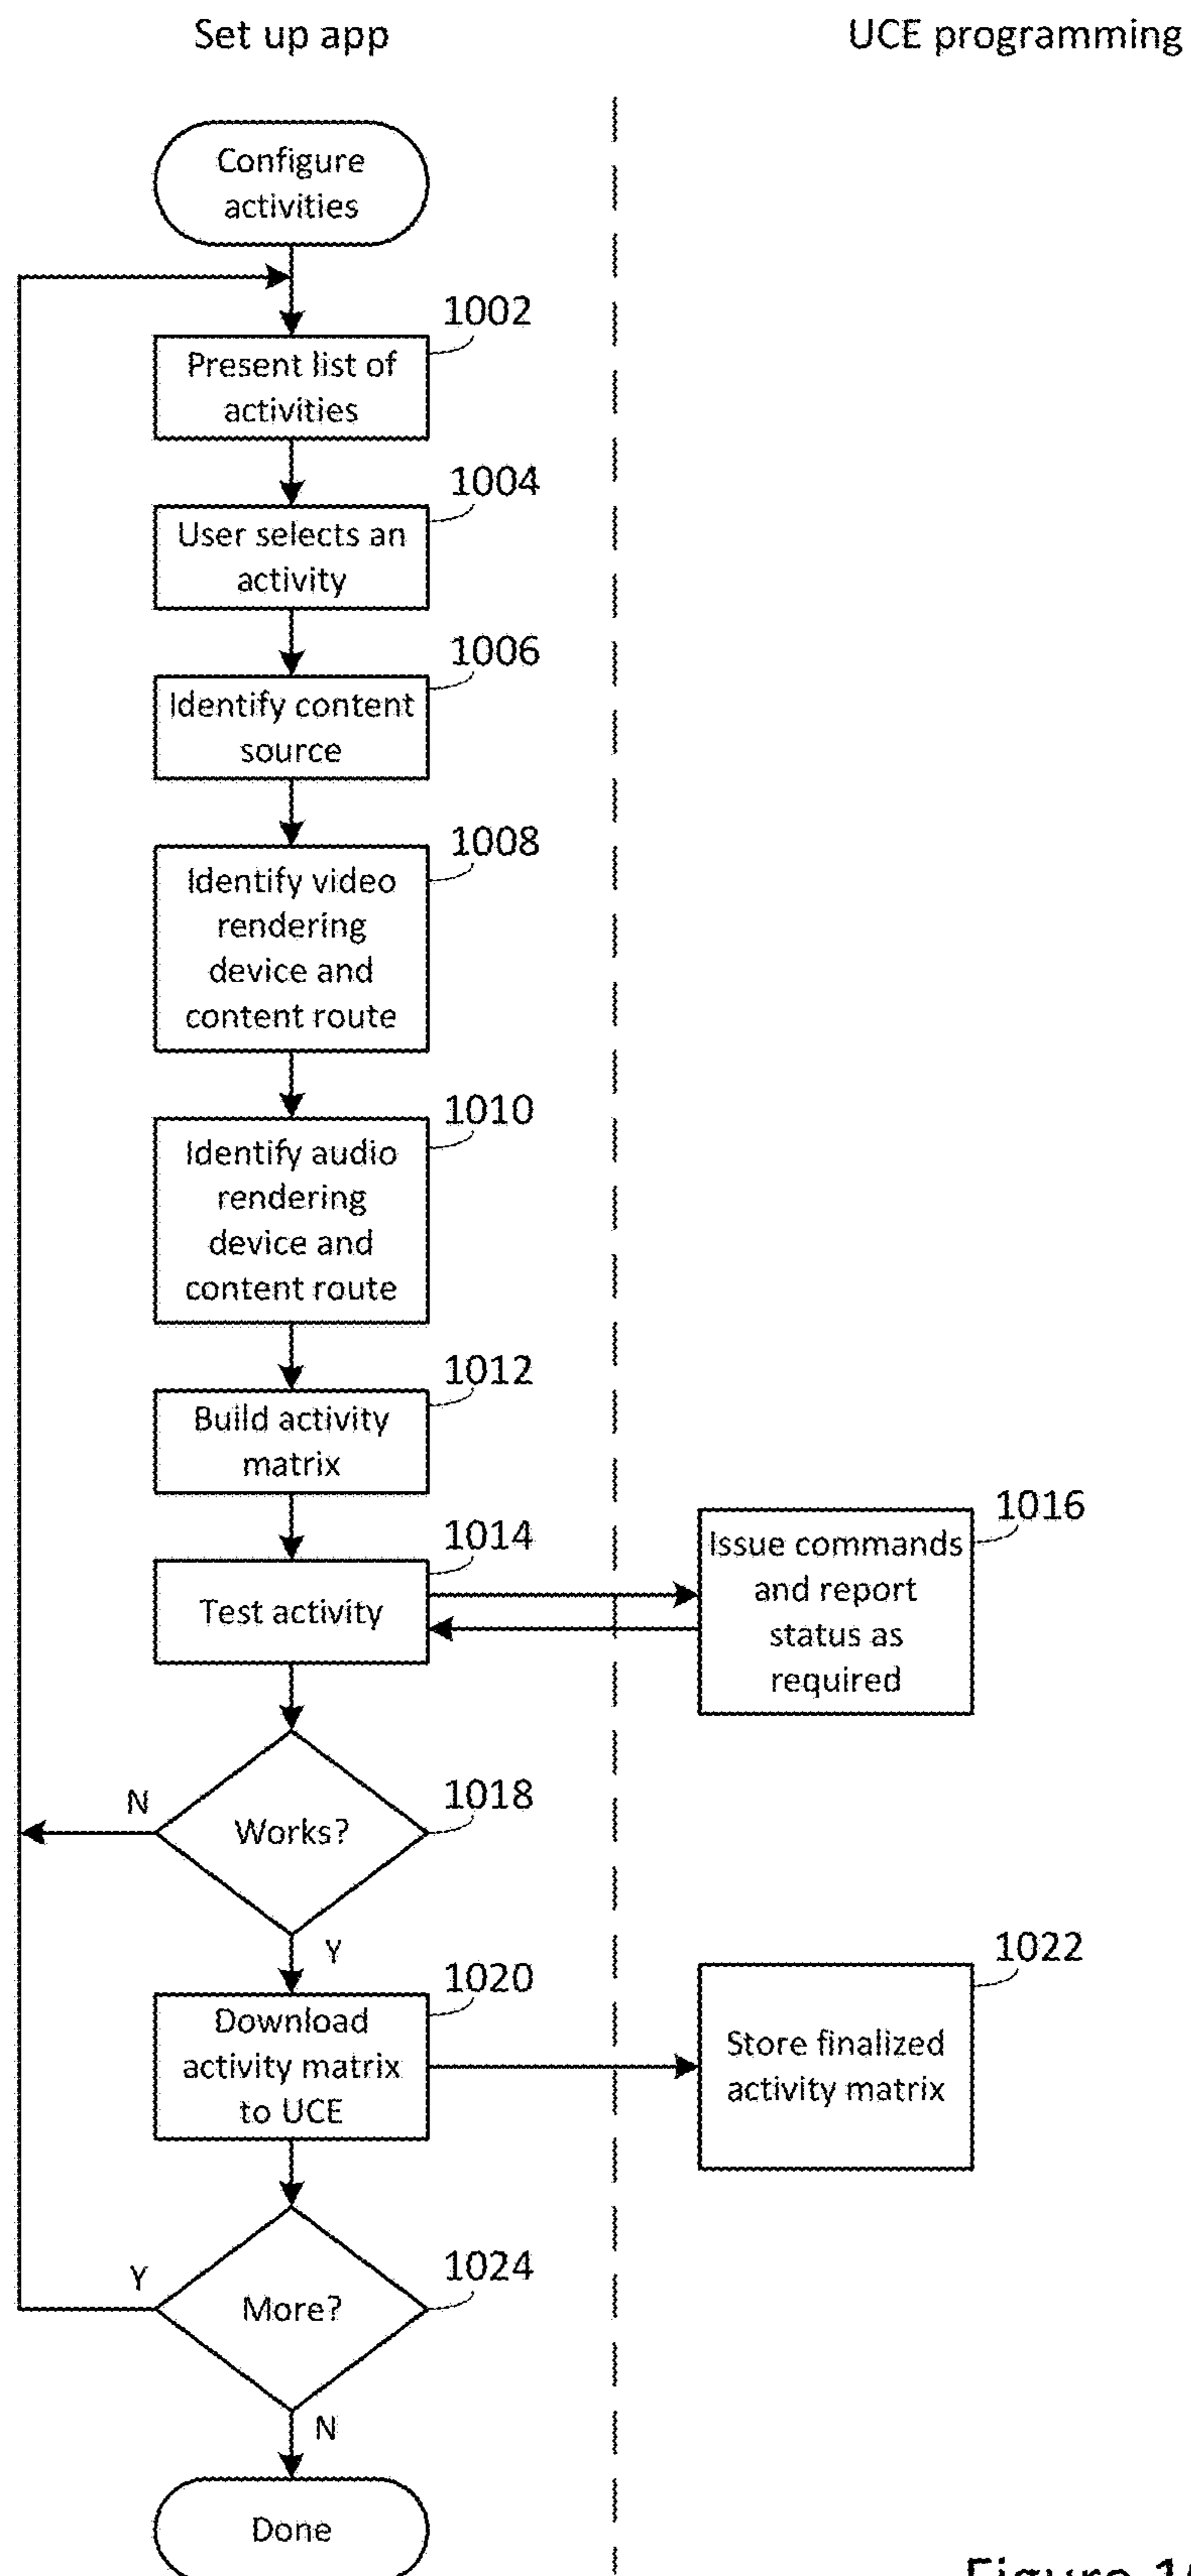 Set up app
UCE programming
Configure
activities
1002
Present list of
activities
1004
User selects an
activity
1006
Identify content
source
1008
Identify video
rendering
device and
content route
1010
Identify audio
rendering
device and
content route
1012
Build activity
matrix
1014
Test activity
1016
Issue commands
and report
status as
required
N
1018
Works?
Y
1020
Download
activity matrix
to UCE
1022
Store finalized
activity matrix
Y
1024
More?
N
Done
Figure